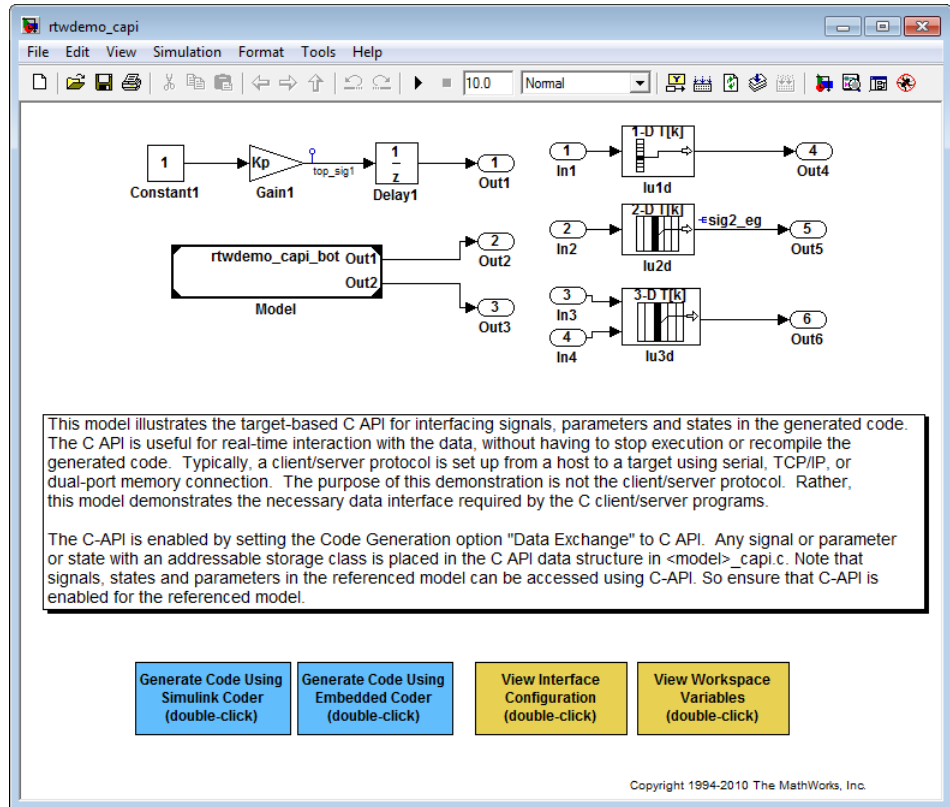 rtwdemo_capi
File Edit View Simulation Format Tools Help
10.0 Normal
1
Constant1
Kp
Gain1
top_sig1
1
z
Delay1
1
Out1
1
In1
1-D T[k]
Iu1d
4
Out4
rtwdemo_capi_bot Out1
Out2
Model
2
Out2
3
Out3
2
In2
2-D T[k]
Iu2d
sig2_eg
5
Out5
3
In3
4
In4
3-D T[k]
Iu3d
6
Out6
This model illustrates the target-based C API for interfacing signals, parameters and states in the generated code.
The C API is useful for real-time interaction with the data, without having to stop execution or recompile the
generated code. Typically, a client/server protocol is set up from a host to a target using serial, TCP/IP, or
dual-port memory connection. The purpose of this demonstration is not the client/server protocol. Rather,
this model demonstrates the necessary data interface required by the C client/server programs.
The C-API is enabled by setting the Code Generation option "Data Exchange" to C API. Any signal or parameter
or state with an addressable storage class is placed in the C API data structure in <model>_capi.c. Note that
signals, states and parameters in the referenced model can be accessed using C-API. So ensure that C-API is
enabled for the referenced model.
Generate Code Using
Simulink Coder
(double-click)
Generate Code Using
Embedded Coder
(double-click)
View Interface
Configuration
(double-click)
View Workspace
Variables
(double-click)
Copyright 1994-2010 The MathWorks, Inc.